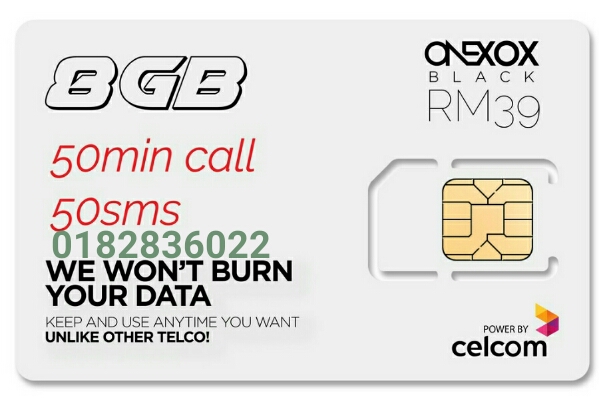 8GB
ONEXOX
BLACK
RM39
50min call
50sms
0182836022
WE WON'T BURN
YOUR DATA
KEEP AND USE ANYTIME YOU WANT
UNLIKE OTHER TELCO!
POWER BY
celcom